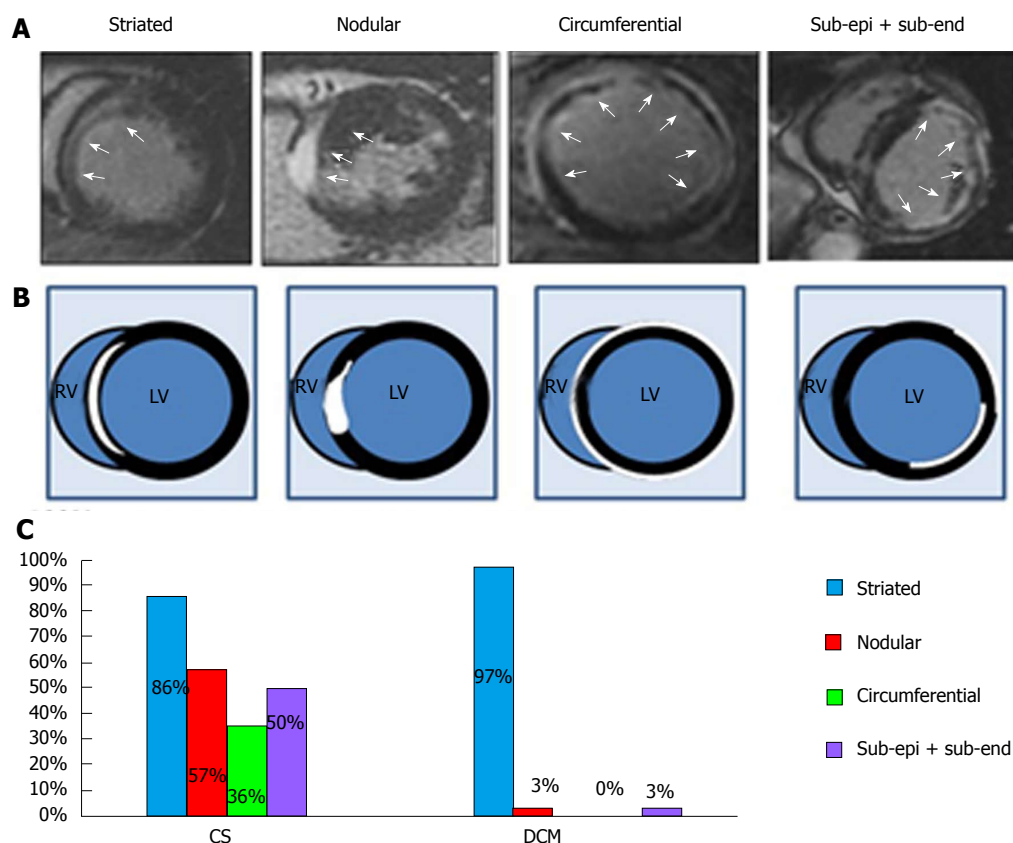 A
Striated Nodular Circumferential Sub-epi + sub-end
B
RV LV RV LV RV LV RV LV
C
100%
90%
80%
70%
60%
50%
40%
30%
20%
10%
0%
86% 57% 36% 50%
97% 3% 0% 3%
CS DCM
Striated
Nodular
Circumferential
Sub-epi + sub-end